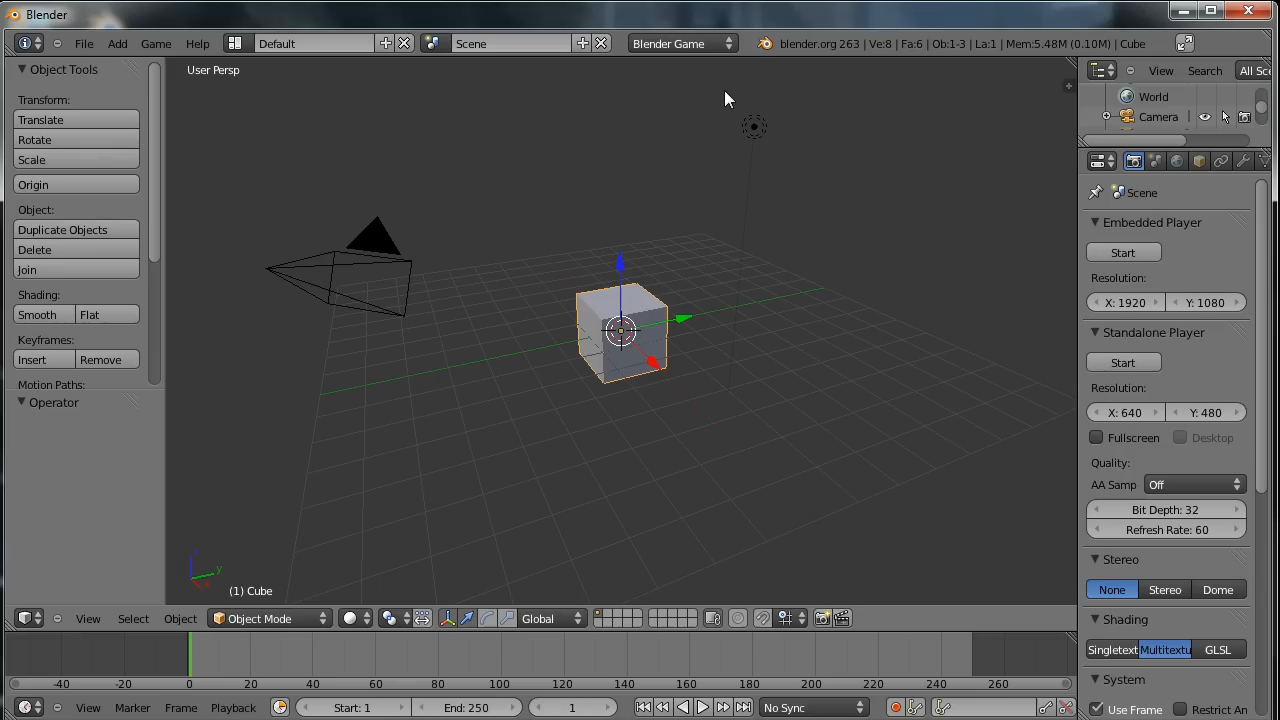 Blender
File Add Game Help Default Scene Blender Game blender.org 263 | Ve:8 | Fa:6 | Ob:1-3 | La:1 | Mem:5.48M (0.10M) | Cube
Object Tools
Transform:
Translate
Rotate
Scale
Origin
Object:
Duplicate Objects
Delete
Join
Shading:
Smooth Flat
Keyframes:
Insert Remove
Motion Paths:
Operator
User Persp
(1) Cube
View Search All Sce
World
Camera
Scene
Embedded Player
Start
Resolution:
X: 1920 Y: 1080
Standalone Player
Start
Resolution:
X: 640 Y: 480
Fullscreen Desktop
Quality:
AA Samp Off
Bit Depth: 32
Refresh Rate: 60
Stereo
None Stereo Dome
Shading
Singletext Multitextu GLSL
System
Use Frame Restrict An
View Select Object Object Mode Global
-40 -20 0 20 40 60 80 100 120 140 160 180 200 220 240 260
View Marker Frame Playback Start: 1 End: 250 1 No Sync